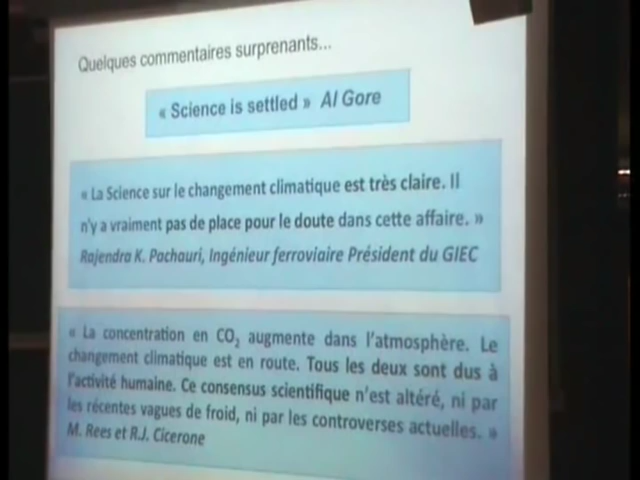 Quelques commentaires surprenants...
« Science is settled » Al Gore
« La Science sur le changement climatique est très claire. Il
n'y a vraiment pas de place pour le doute dans cette affaire. »
Rajendra K. Pachauri, Ingénieur ferroviaire Président du GIEC
« La concentration en CO₂ augmente dans l'atmosphère. Le
changement climatique est en route. Tous les deux sont dus à
l'activité humaine. Ce consensus scientifique n'est altéré, ni par
les récentes vagues de froid, ni par les controverses actuelles. »
M. Rees et R.J. Cicerone